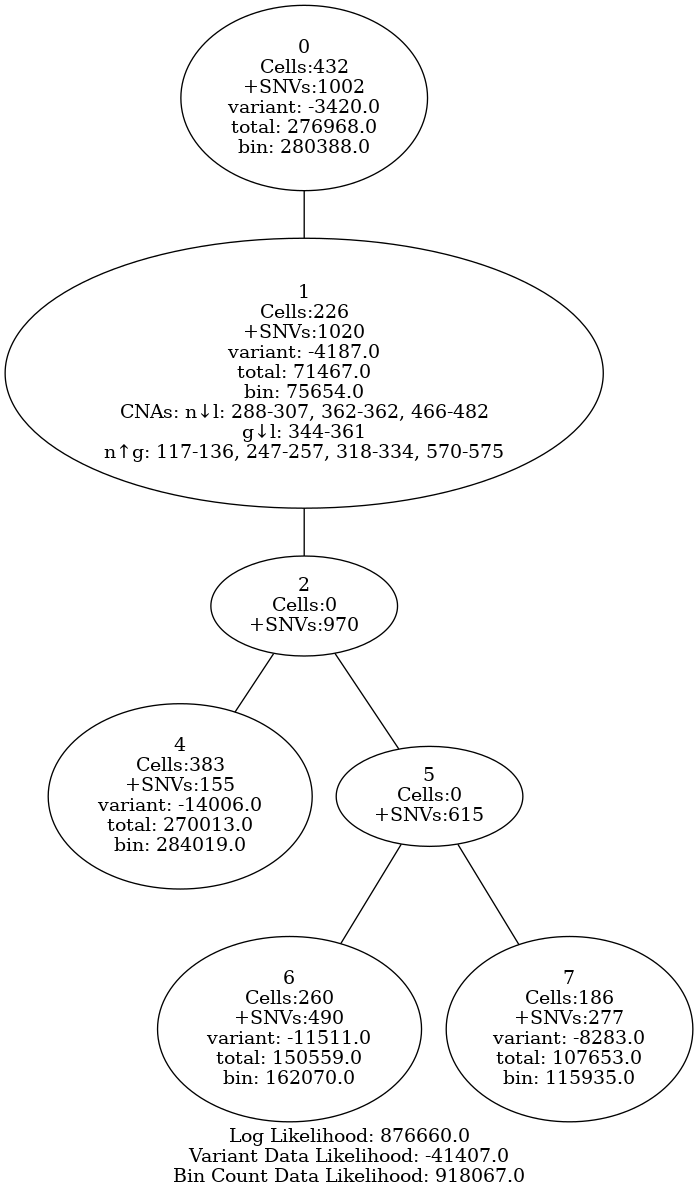 0
Cells:432
+SNVs:1002
variant: -3420.0
total: 276968.0
bin: 280388.0
1
Cells:226
+SNVs:1020
variant: -4187.0
total: 71467.0
bin: 75654.0
CNAs: n↓l: 288-307, 362-362, 466-482
g↓l: 344-361
n↑g: 117-136, 247-257, 318-334, 570-575
2
Cells:0
+SNVs:970
4
Cells:383
+SNVs:155
variant: -14006.0
total: 270013.0
bin: 284019.0
5
Cells:0
+SNVs:615
6
Cells:260
+SNVs:490
variant: -11511.0
total: 150559.0
bin: 162070.0
7
Cells:186
+SNVs:277
variant: -8283.0
total: 107653.0
bin: 115935.0
Log Likelihood: 876660.0
Variant Data Likelihood: -41407.0
Bin Count Data Likelihood: 918067.0